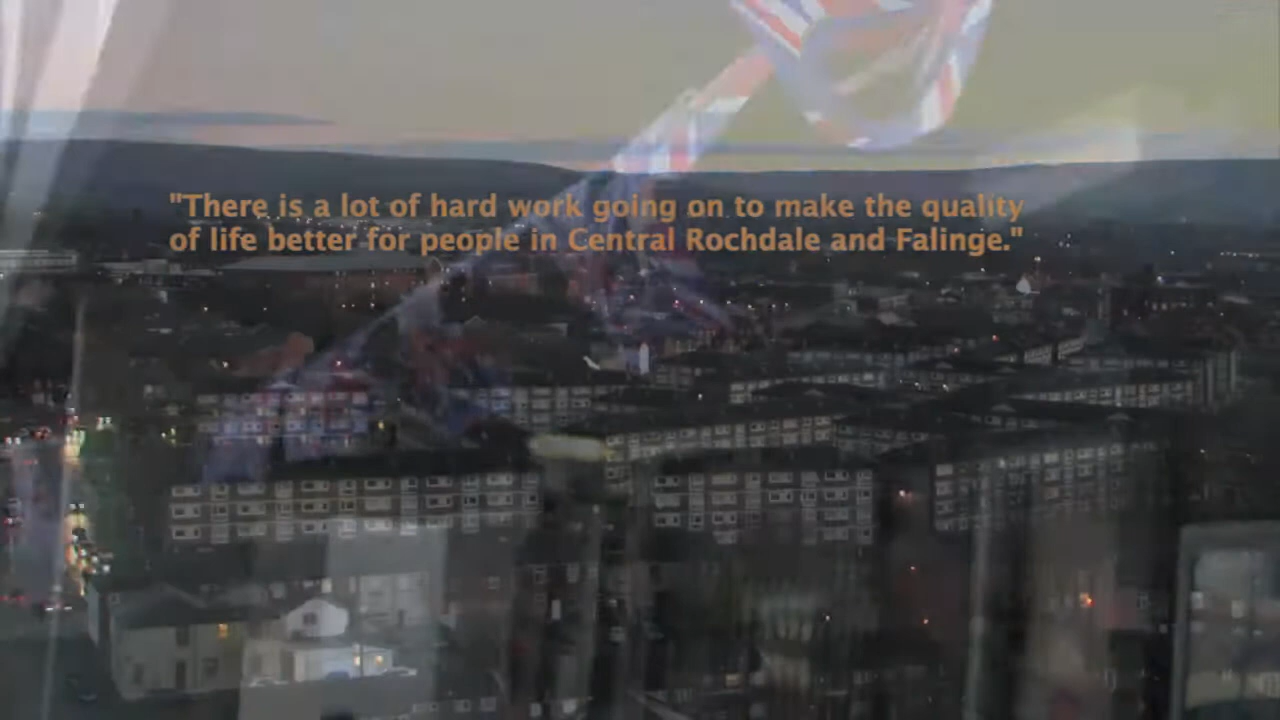 "There is a lot of hard work going on to make the quality
of life better for people in Central Rochdale and Falinge."